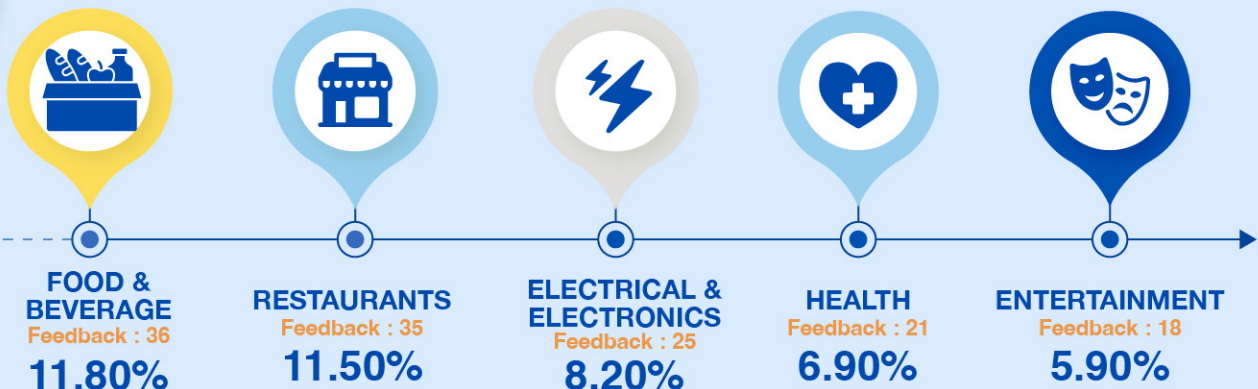 FOOD &
BEVERAGE
Feedback : 36
11.80%
RESTAURANTS
Feedback : 35
11.50%
ELECTRICAL &
ELECTRONICS
Feedback : 25
8.20%
HEALTH
Feedback : 21
6.90%
ENTERTAINMENT
Feedback : 18
5.90%